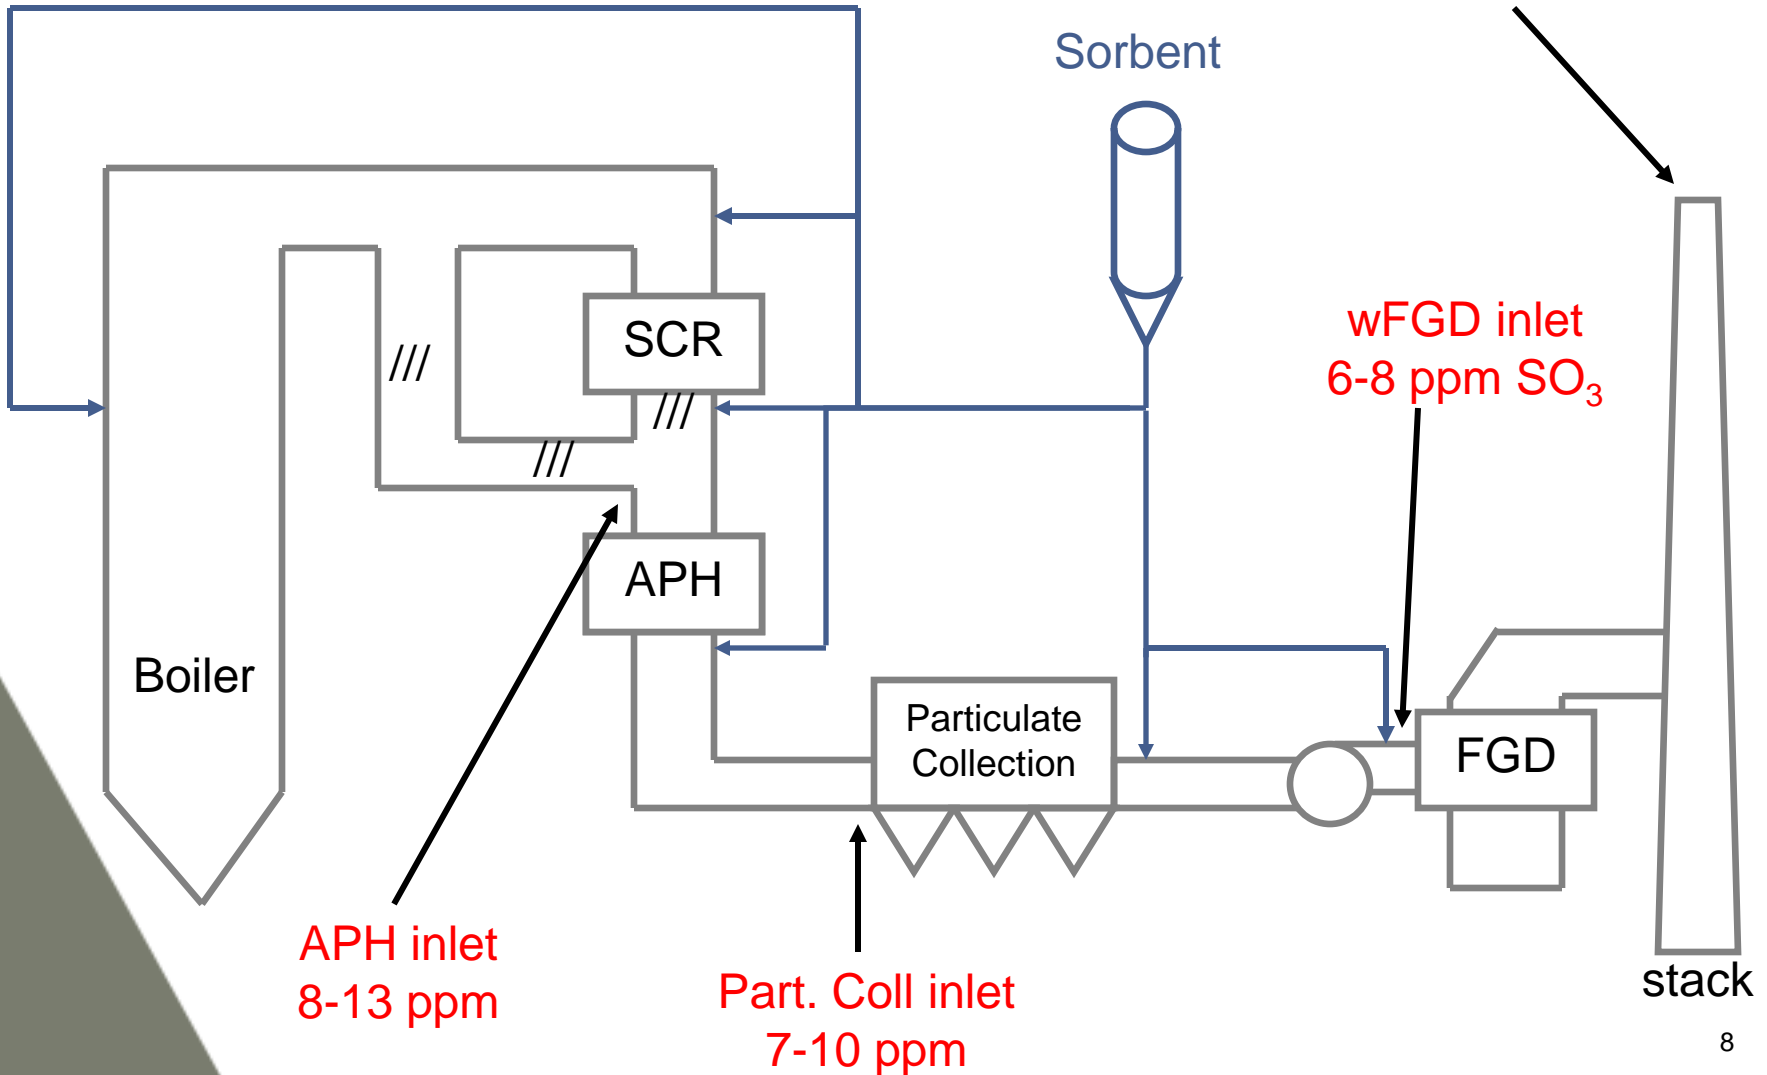 Sorbent
wFGD inlet
6-8 ppm SO₃
SCR
///
///
///
APH
Boiler
Particulate
Collection
FGD
APH inlet
8-13 ppm
Part. Coll inlet
7-10 ppm
stack
8